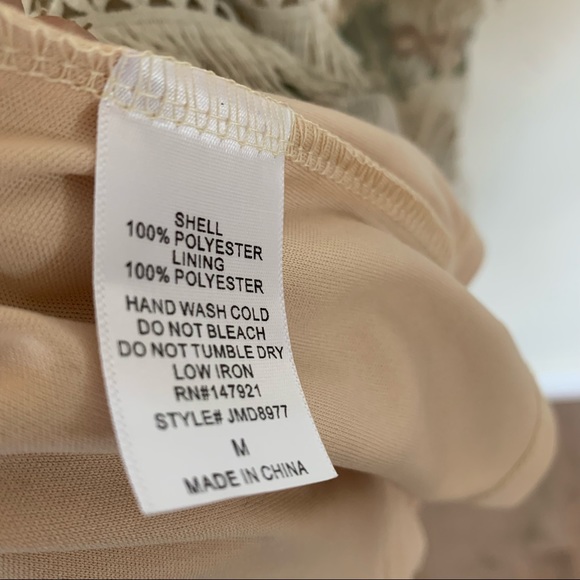 SHELL
100% POLYESTER
LINING
100% POLYESTER
HAND WASH COLD
DO NOT BLEACH
DO NOT TUMBLE DRY
LOW IRON
RN#147921
STYLE# JMD8977
M
MADE IN CHINA